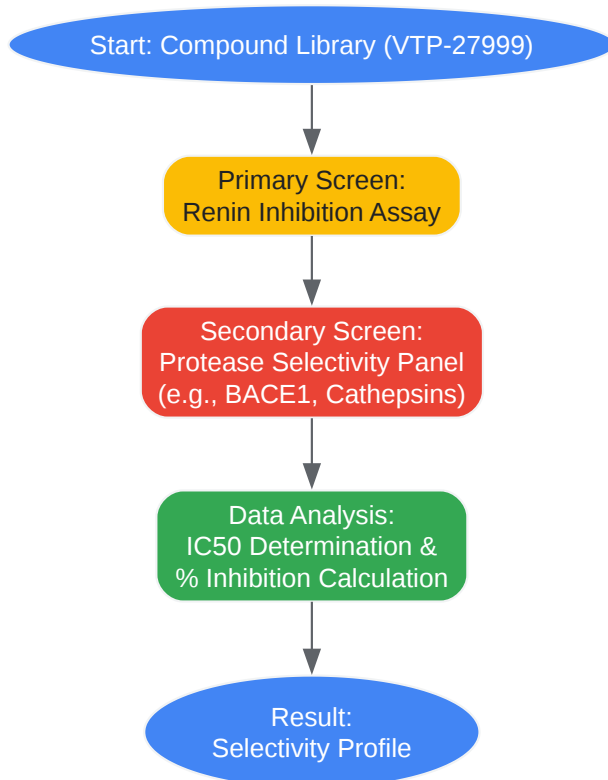 Start: Compound Library (VTP-27999)
Primary Screen:
Renin Inhibition Assay
Secondary Screen:
Protease Selectivity Panel
(e.g., BACE1, Cathepsins)
Data Analysis:
IC50 Determination &
% Inhibition Calculation
Result:
Selectivity Profile